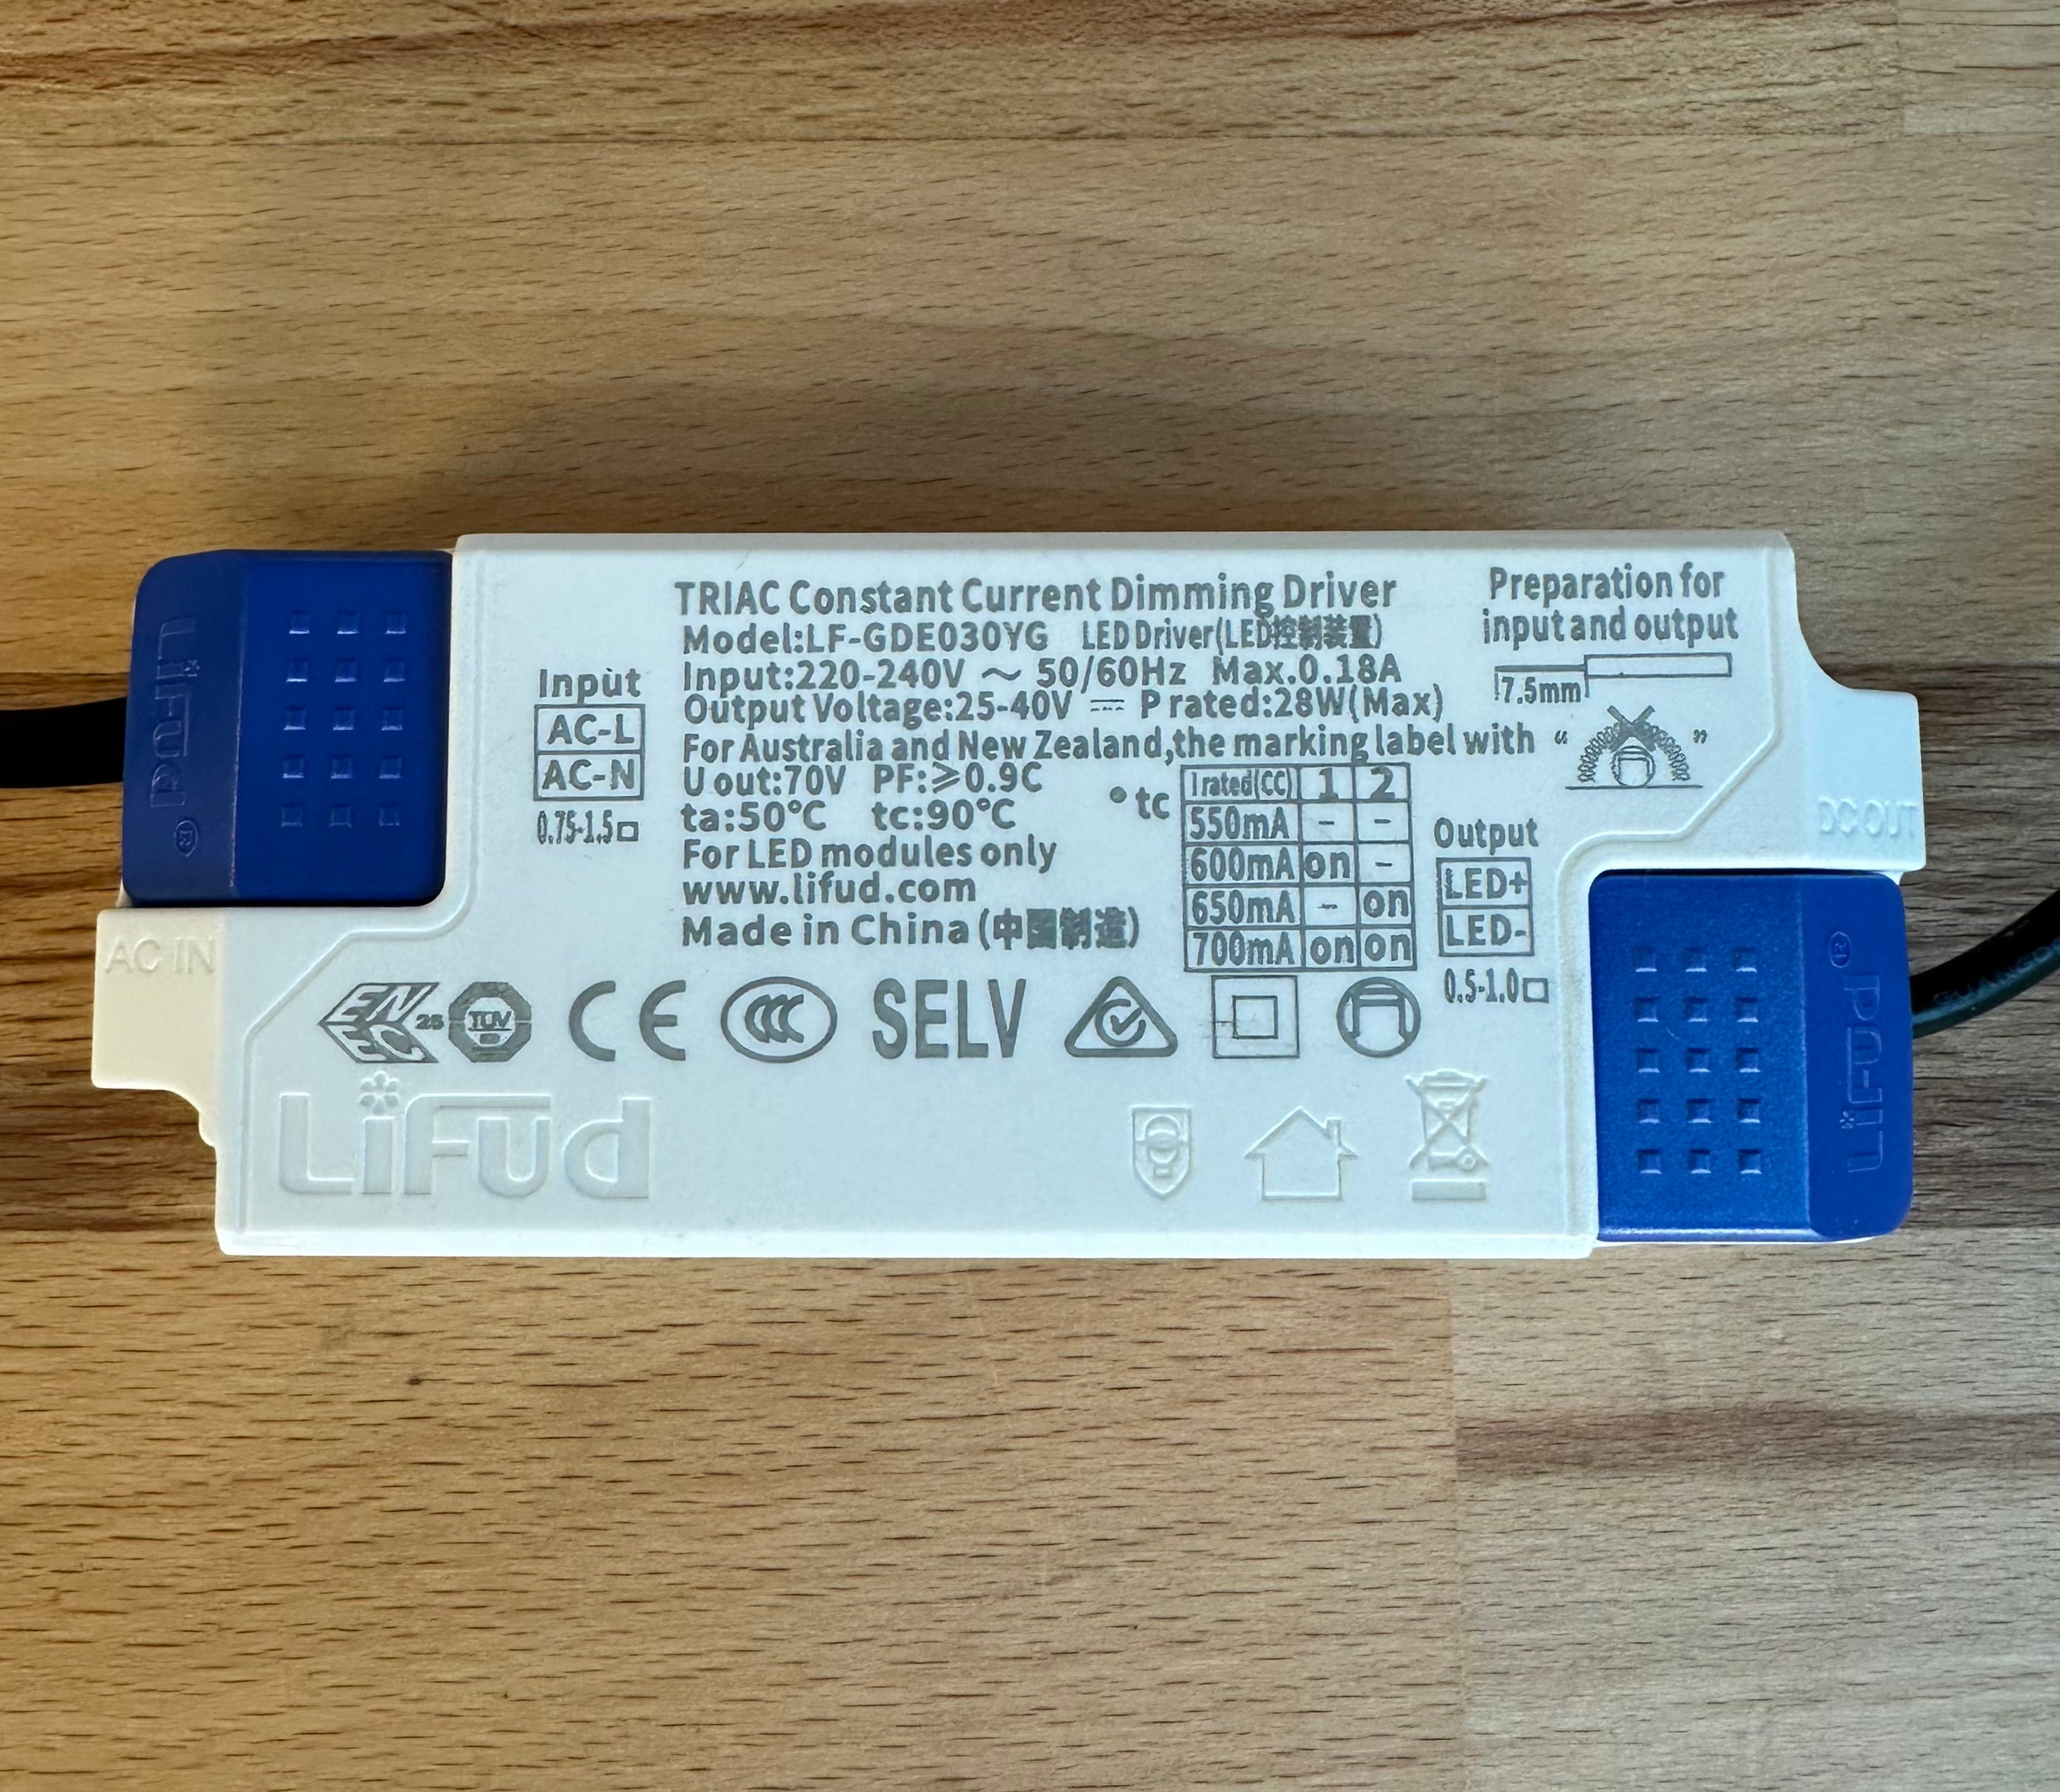 TRIAC Constant Current Dimming Driver
Model:LF-GDE030YG LED Driver(LED控制装置)
Input:220-240V ~ 50/60Hz Max.0.18A
Output Voltage:25-40V ⎓ P rated:28W(Max)
For Australia and New Zealand,the marking label with “ ”
U out:70V PF:⩾0.9C
ta:50°C tc:90°C
For LED modules only
www.lifud.com
Made in China (中国制造)
Input
AC-L
AC-N
0.75-1.5□
• tc
I rated(CC) 1 2
550mA - -
600mA on -
650mA - on
700mA on on
Preparation for
input and output
7.5mm
Output
LED+
LED-
0.5-1.0□
ENEC 25 TÜV CE CCC SELV
LiFud
AC IN
DC OUT
LiFud®
LiFud®